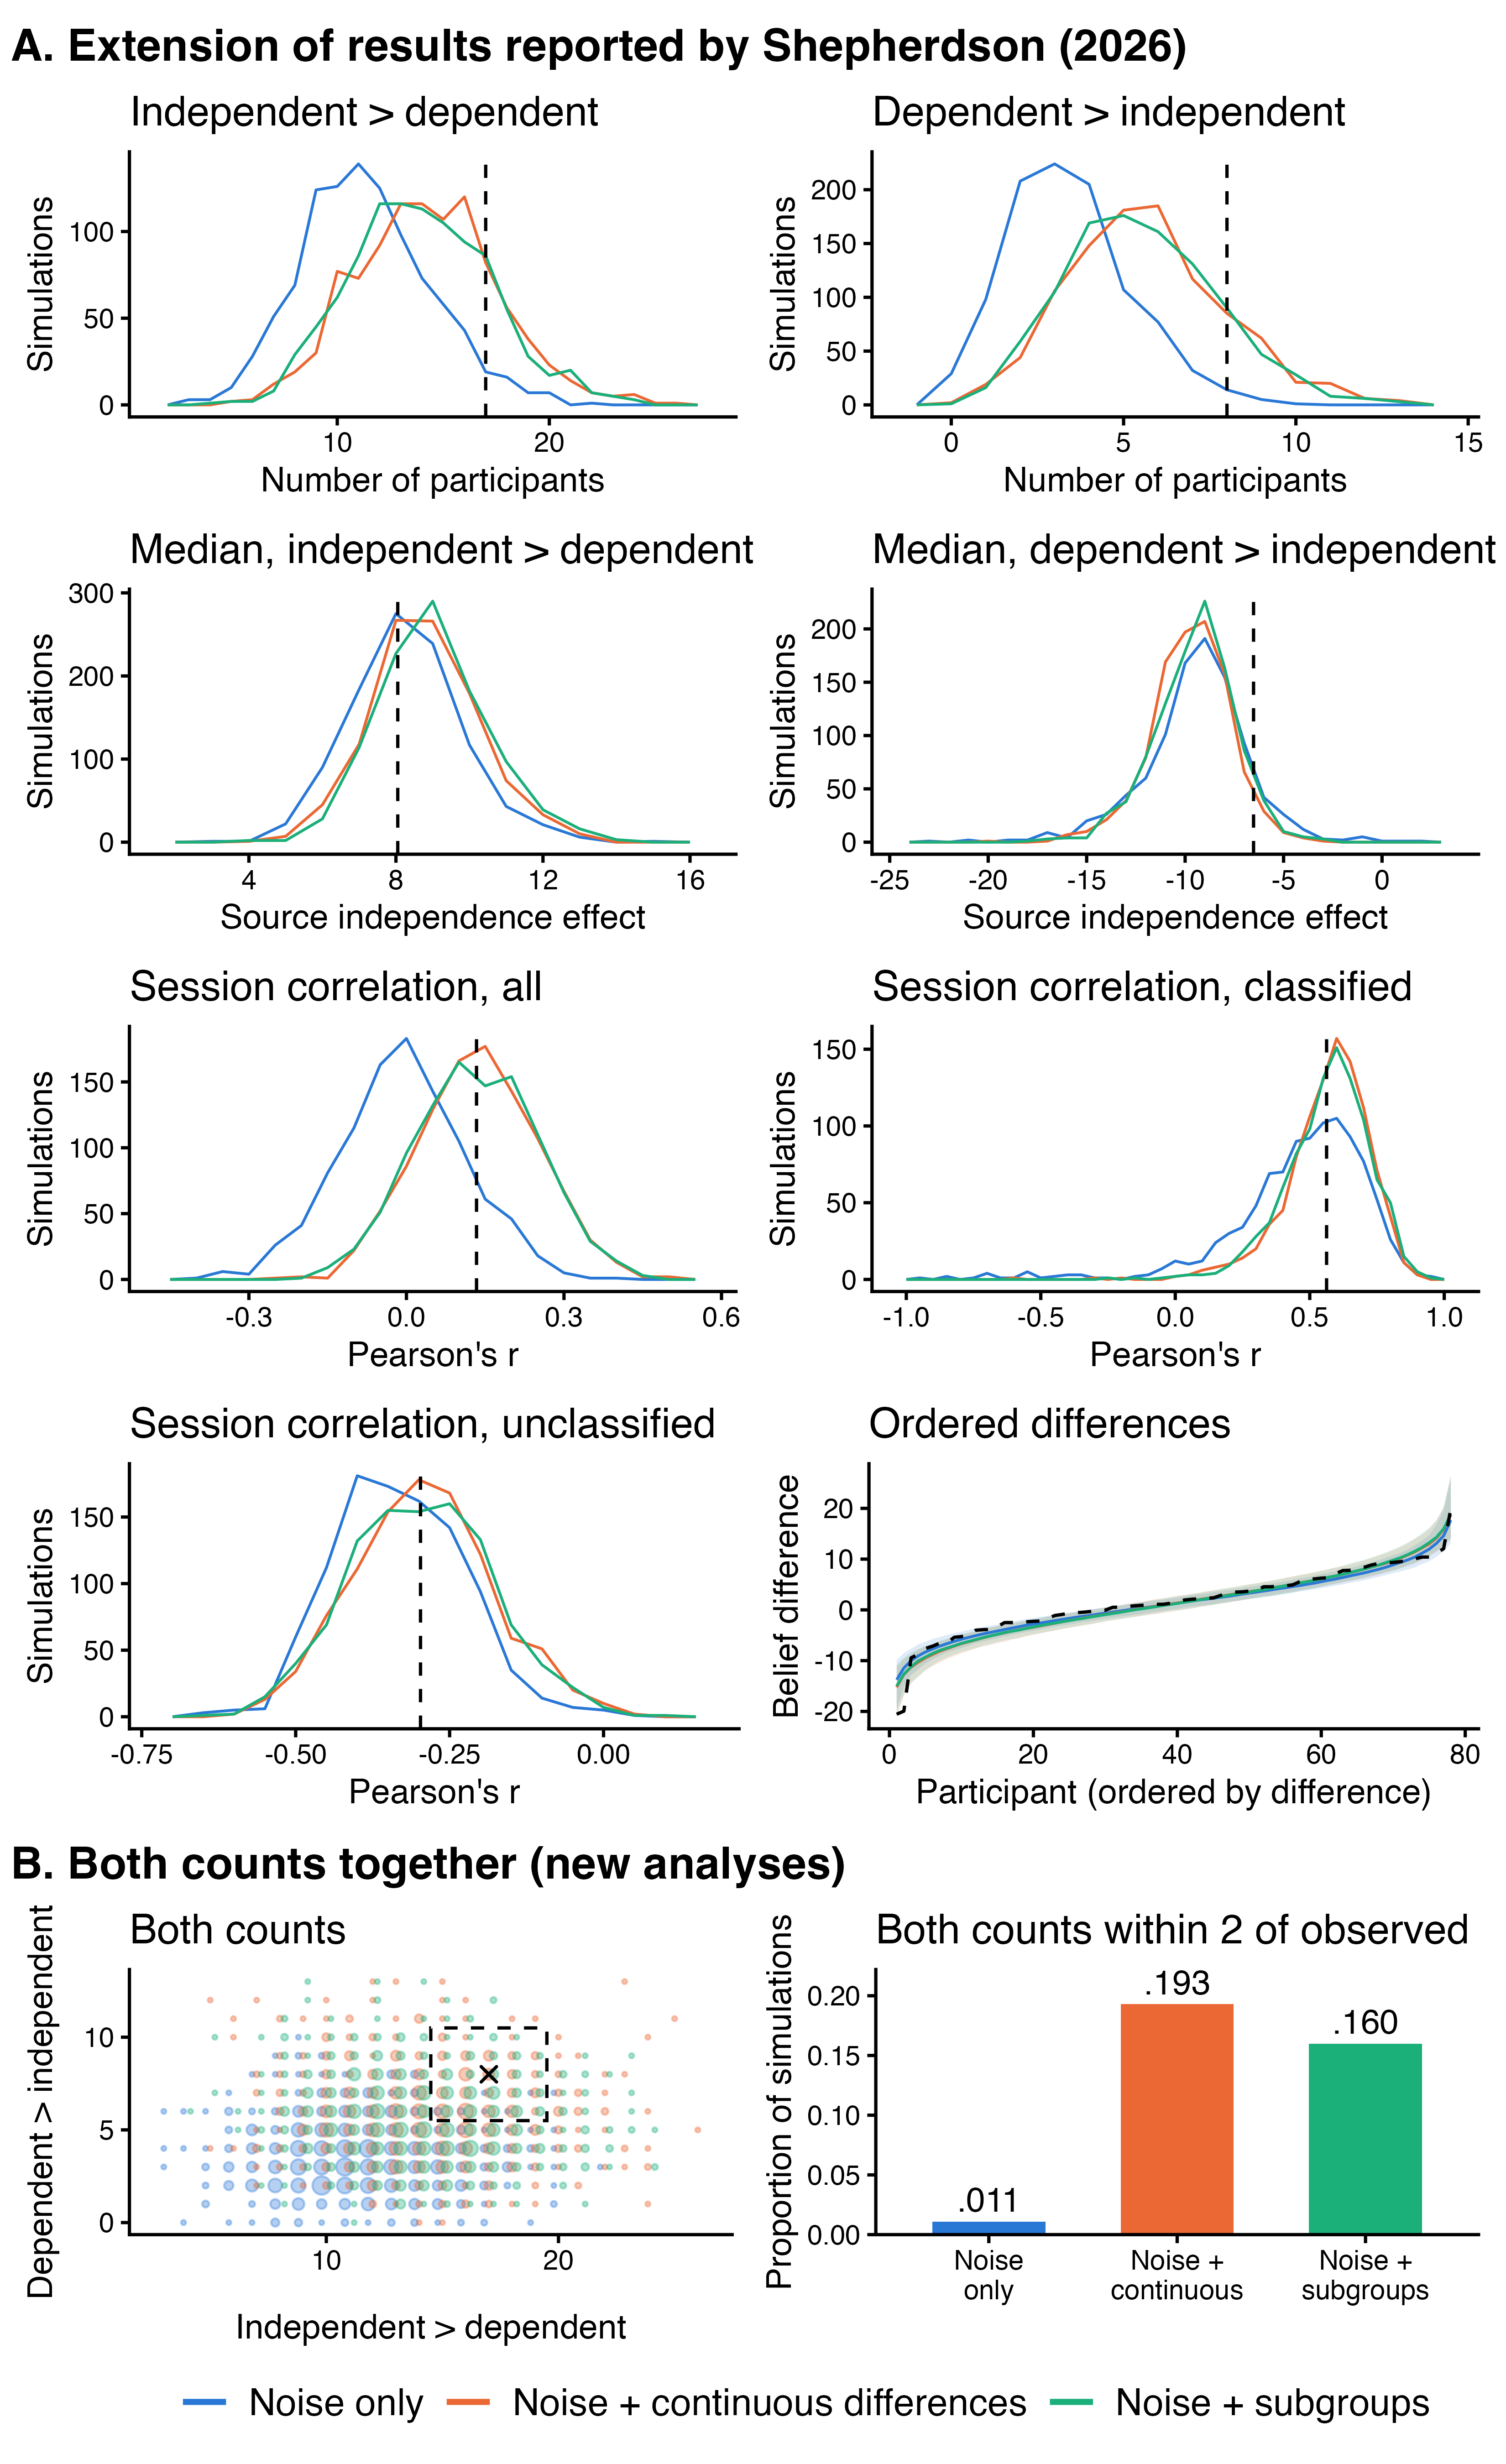 A. Extension of results reported by Shepherdson (2026)
Independent > dependent
Simulations
100
50
0
10
20
Number of participants
Dependent > independent
Simulations
200
150
100
50
0
0
5
10
15
Number of participants
Median, independent > dependent
Simulations
300
200
100
0
4
8
12
16
Source independence effect
Median, dependent > independent
Simulations
200
150
100
50
0
-25
-20
-15
-10
-5
0
Source independence effect
Session correlation, all
Simulations
150
100
50
0
-0.3
0.0
0.3
0.6
Pearson's r
Session correlation, classified
Simulations
150
100
50
0
-1.0
-0.5
0.0
0.5
1.0
Pearson's r
Session correlation, unclassified
Simulations
150
100
50
0
-0.75
-0.50
-0.25
0.00
Pearson's r
Ordered differences
Belief difference
20
10
0
-10
-20
0
20
40
60
80
Participant (ordered by difference)
B. Both counts together (new analyses)
Both counts
Dependent > independent
10
5
0
10
20
Independent > dependent
Both counts within 2 of observed
Proportion of simulations
0.20
0.15
0.10
0.05
0.00
.011
.193
.160
Noise
only
Noise +
continuous
Noise +
subgroups
Noise only
Noise + continuous differences
Noise + subgroups